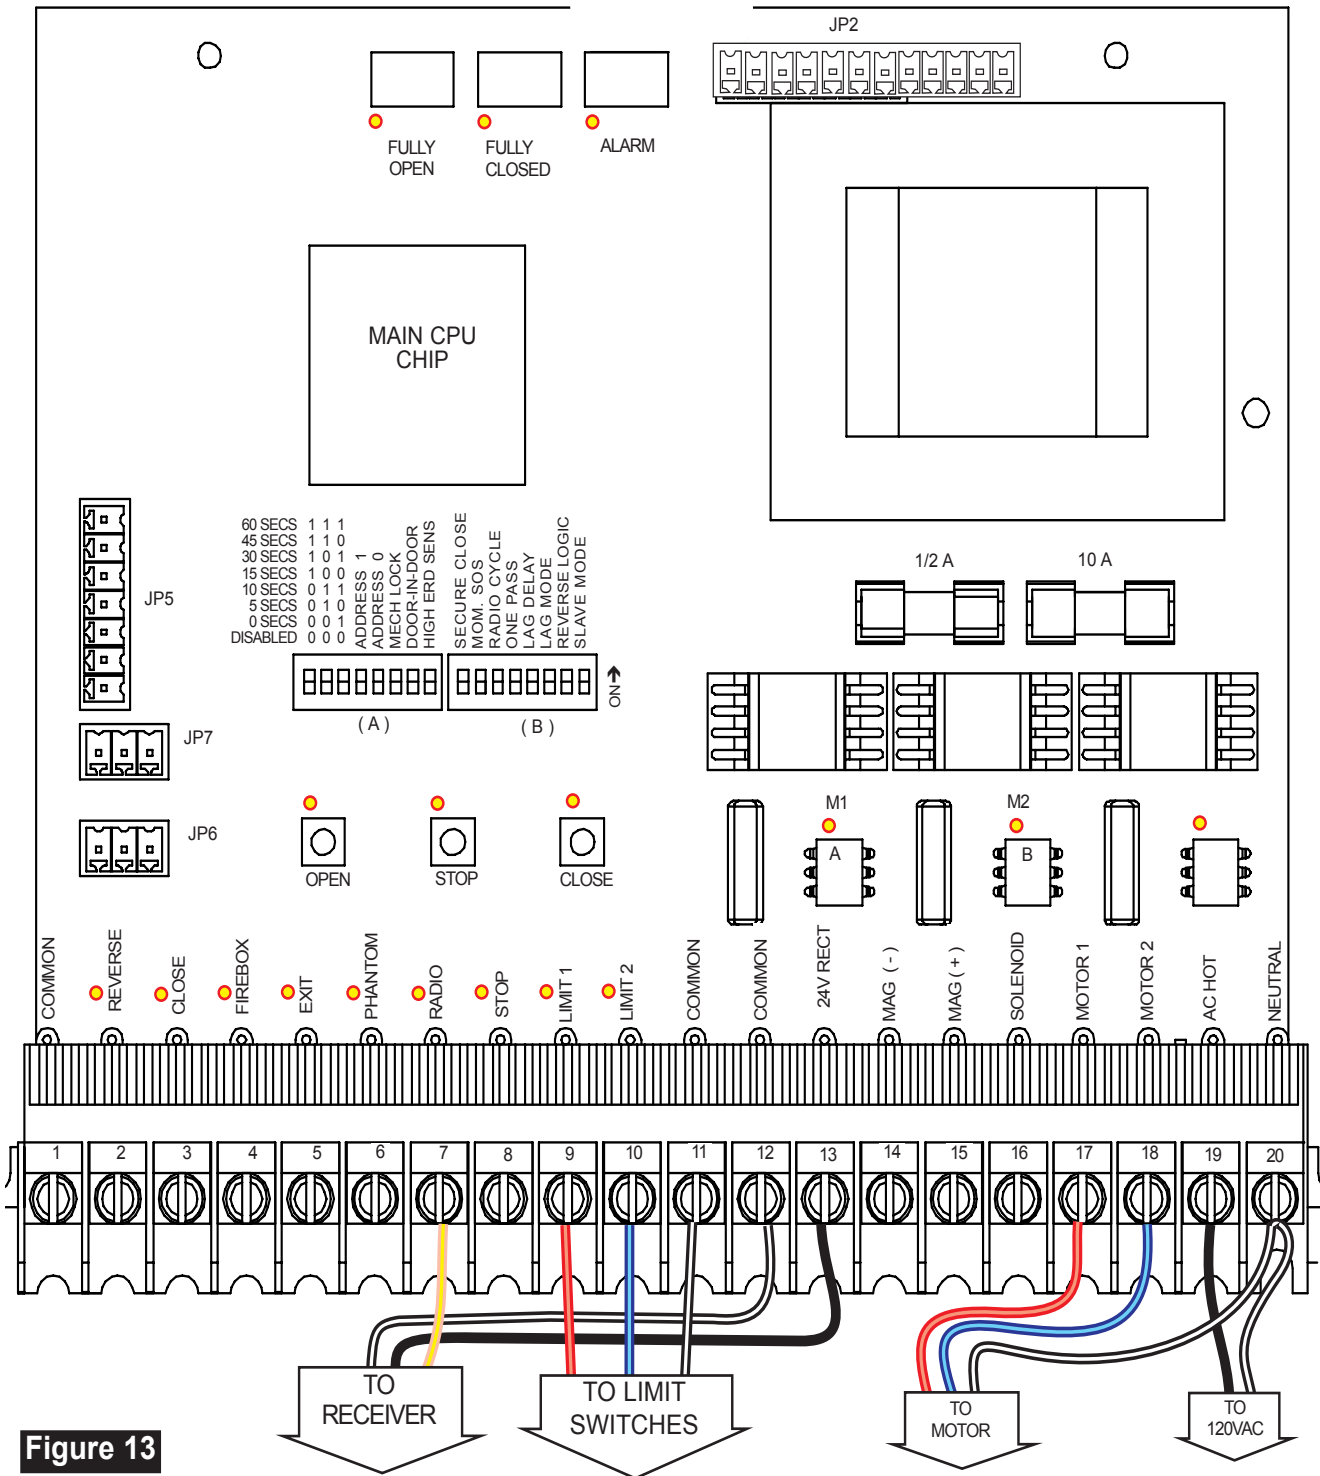 JP2
FULLY
OPEN
FULLY
CLOSED
ALARM
MAIN CPU
CHIP
60 SECS 1 1 1
45 SECS 1 1 0
30 SECS 1 0 1
15 SECS 1 0 0
10 SECS 0 1 1
5 SECS 0 1 0
0 SECS 0 0 1
DISABLED 0 0 0
ADDRESS 1
ADDRESS 0
MECH LOCK
DOOR-IN-DOOR
HIGH ERD SENS
SECURE CLOSE
MOM. SOS
RADIO CYCLE
ONE PASS
LAG DELAY
LAG MODE
REVERSE LOGIC
SLAVE MODE
ON
( A )
( B )
JP5
JP7
JP6
1/2 A
10 A
OPEN
STOP
CLOSE
M1
A
M2
B
COMMON
REVERSE
CLOSE
FIREBOX
EXIT
PHANTOM
RADIO
STOP
LIMIT 1
LIMIT 2
COMMON
COMMON
24V RECT
MAG ( - )
MAG ( + )
SOLENOID
MOTOR 1
MOTOR 2
AC HOT
NEUTRAL
1 2 3 4 5 6 7 8 9 10 11 12 13 14 15 16 17 18 19 20
TO
RECEIVER
TO LIMIT
SWITCHES
TO
MOTOR
TO
120VAC
Figure 13